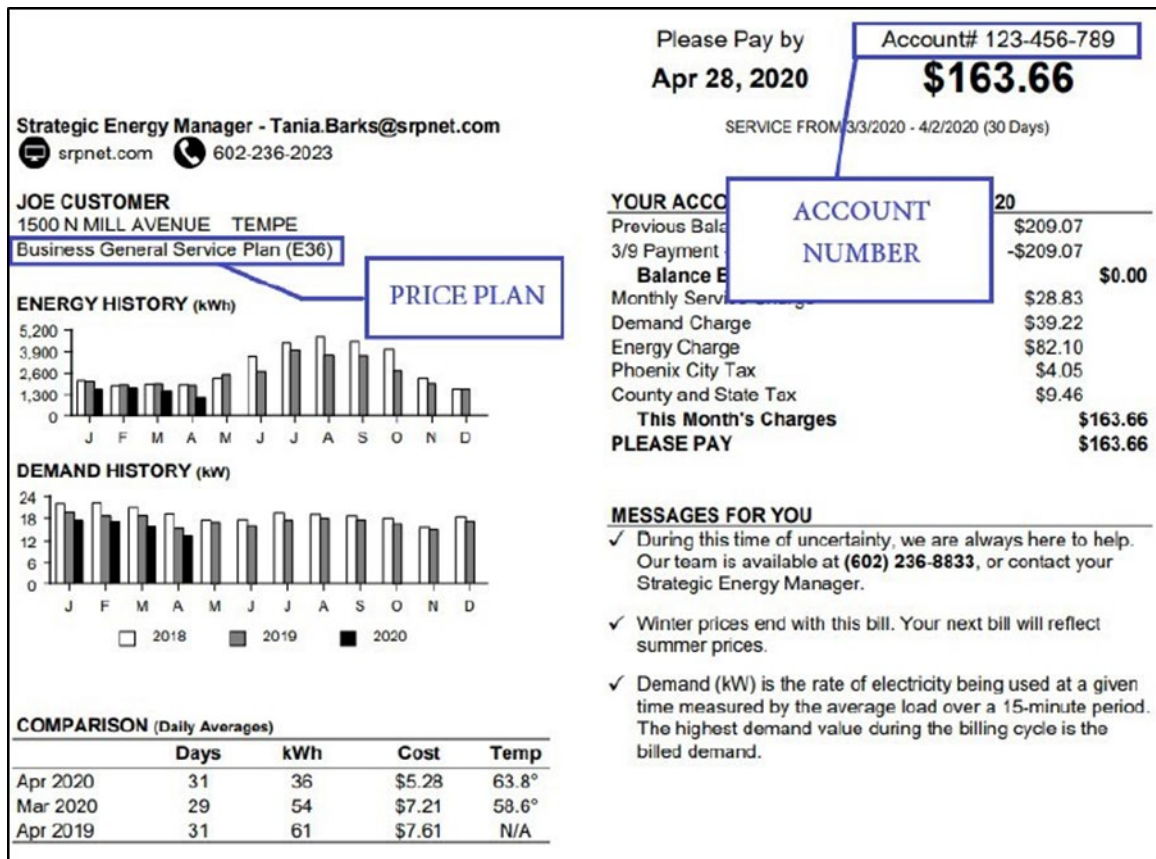 Please Pay by
Account# 123-456-789
Apr 28, 2020
$163.66
SERVICE FROM 3/3/2020 - 4/2/2020 (30 Days)
Strategic Energy Manager - Tania.Barks@srpnet.com
srpnet.com 602-236-2023
JOE CUSTOMER
1500 N MILL AVENUE TEMPE
Business General Service Plan (E36)
PRICE PLAN
ENERGY HISTORY (kWh)
5,200
3,900
2,600
1,300
0
J F M A M J J A S O N D
DEMAND HISTORY (kW)
24
18
12
6
0
J F M A M J J A S O N D
2018 2019 2020
COMPARISON (Daily Averages)
Days kWh Cost Temp
Apr 2020 31 36 $5.28 63.8°
Mar 2020 29 54 $7.21 58.6°
Apr 2019 31 61 $7.61 N/A
ACCOUNT
NUMBER
YOUR 20
Previous $209.07
3/9 Payment -$209.07
Balance $0.00
Monthly $28.83
Demand Charge $39.22
Energy Charge $82.10
Phoenix City Tax $4.05
County and State Tax $9.46
This Month's Charges $163.66
PLEASE PAY $163.66
MESSAGES FOR YOU
✓ During this time of uncertainty, we are always here to help.
Our team is available at (602) 236-8833, or contact your
Strategic Energy Manager.
✓ Winter prices end with this bill. Your next bill will reflect
summer prices.
✓ Demand (kW) is the rate of electricity being used at a given
time measured by the average load over a 15-minute period.
The highest demand value during the billing cycle is the
billed demand.